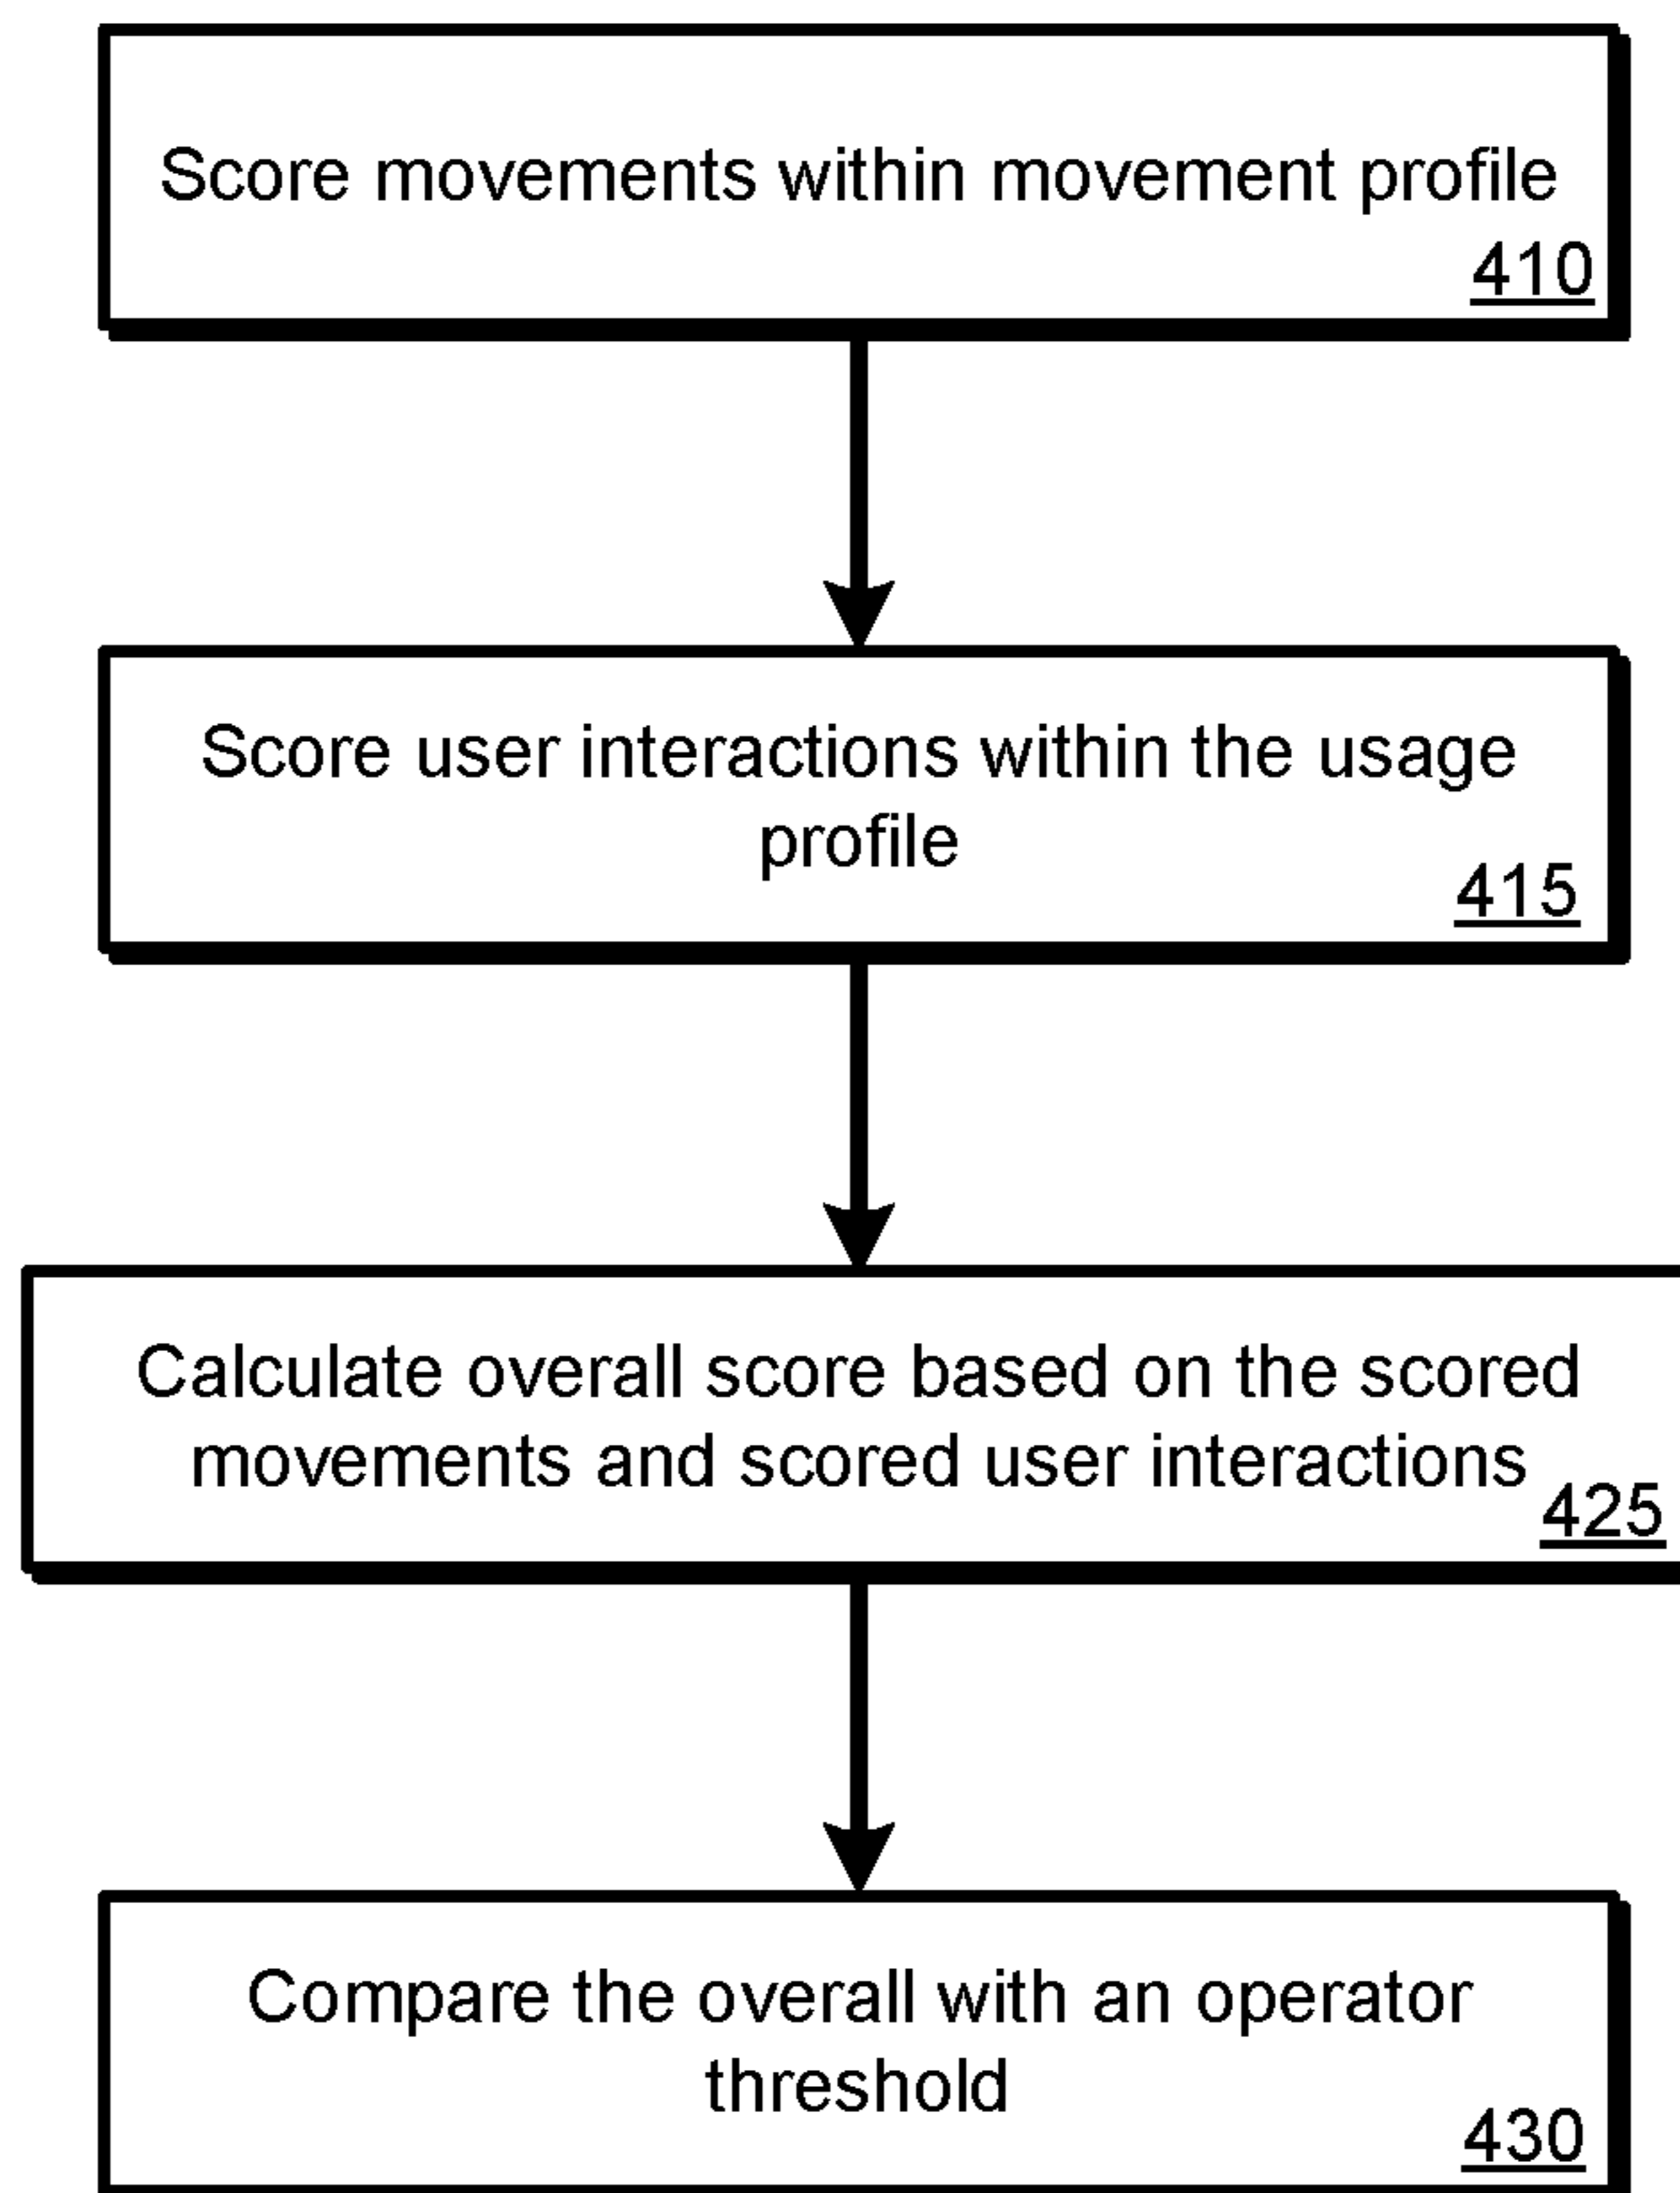 Score movements within movement profile
410
Score user interactions within the usage
profile
415
Calculate overall score based on the scored
movements and scored user interactions
425
Compare the overall with an operator
threshold
430